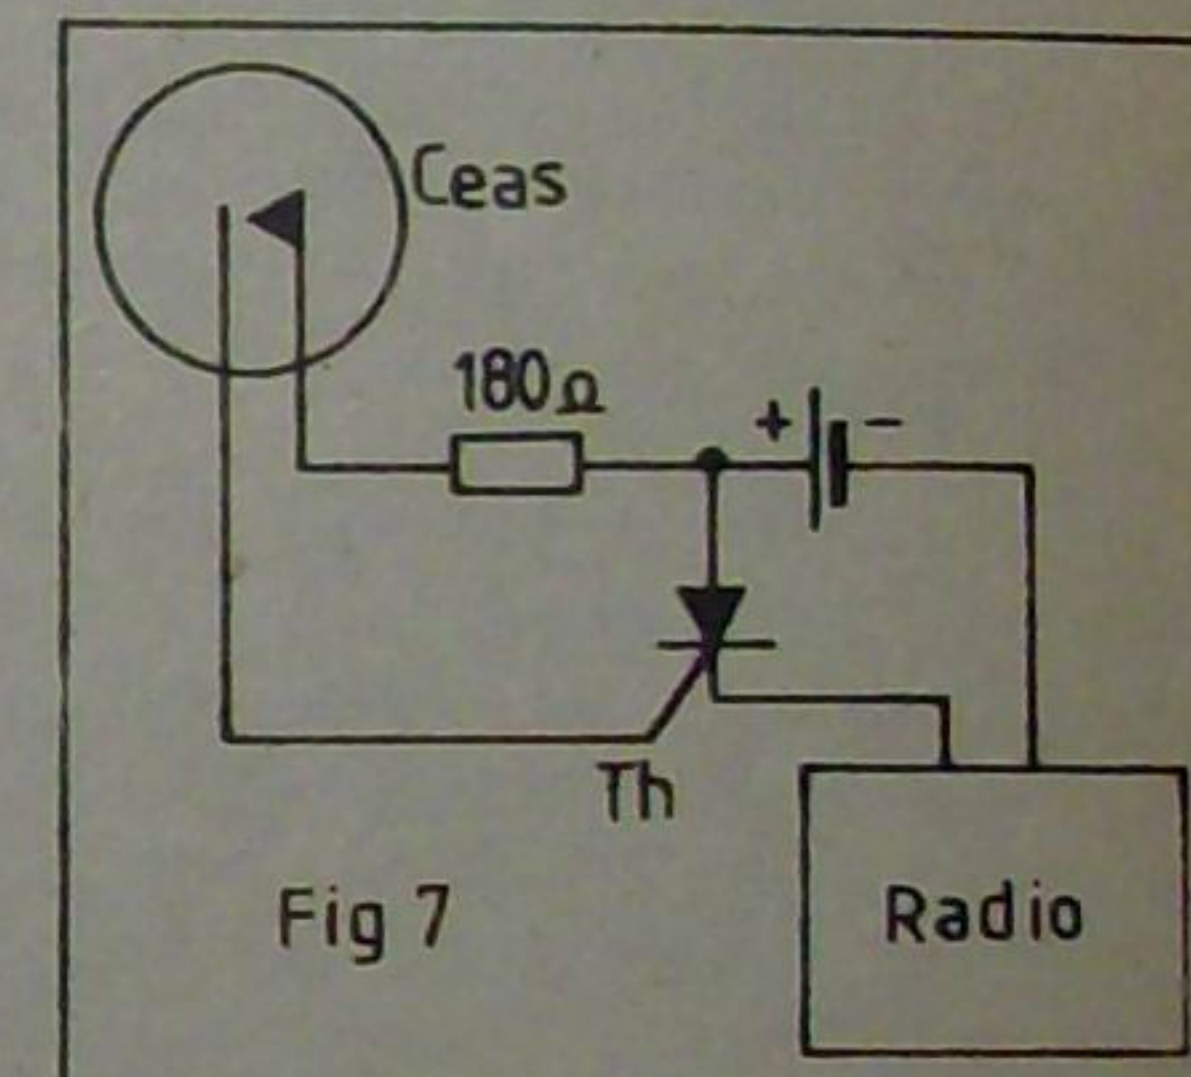 Ceas
180Ω
+ -
Th
Fig 7
Radio